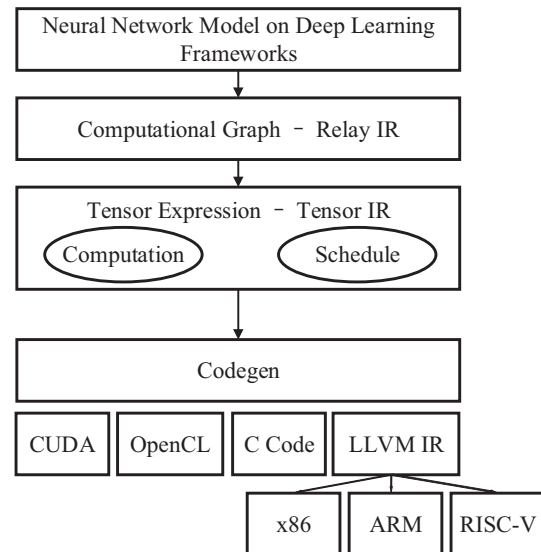 Neural Network Model on Deep Learning
Frameworks
Computational Graph - Relay IR
Tensor Expression - Tensor IR
Computation
Schedule
Codegen
CUDA
OpenCL
C Code
LLVM IR
x86
ARM
RISC-V